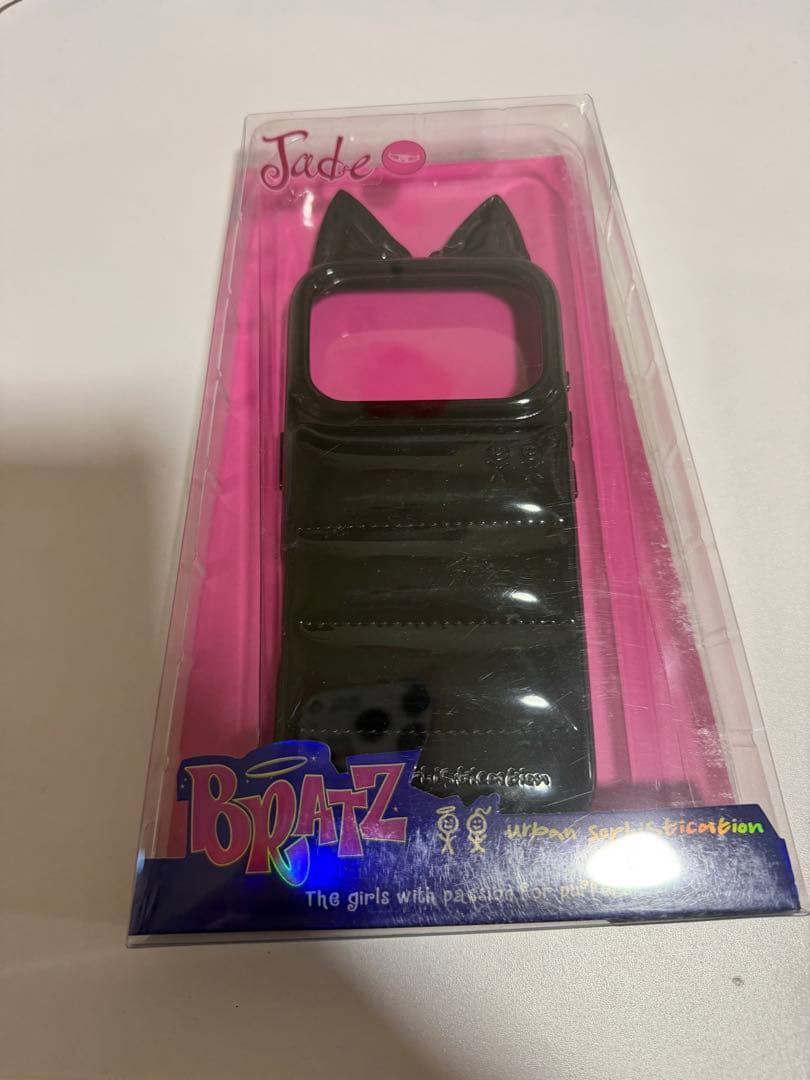 Jade
BRATZ
urban sophistication
The girls with passion for